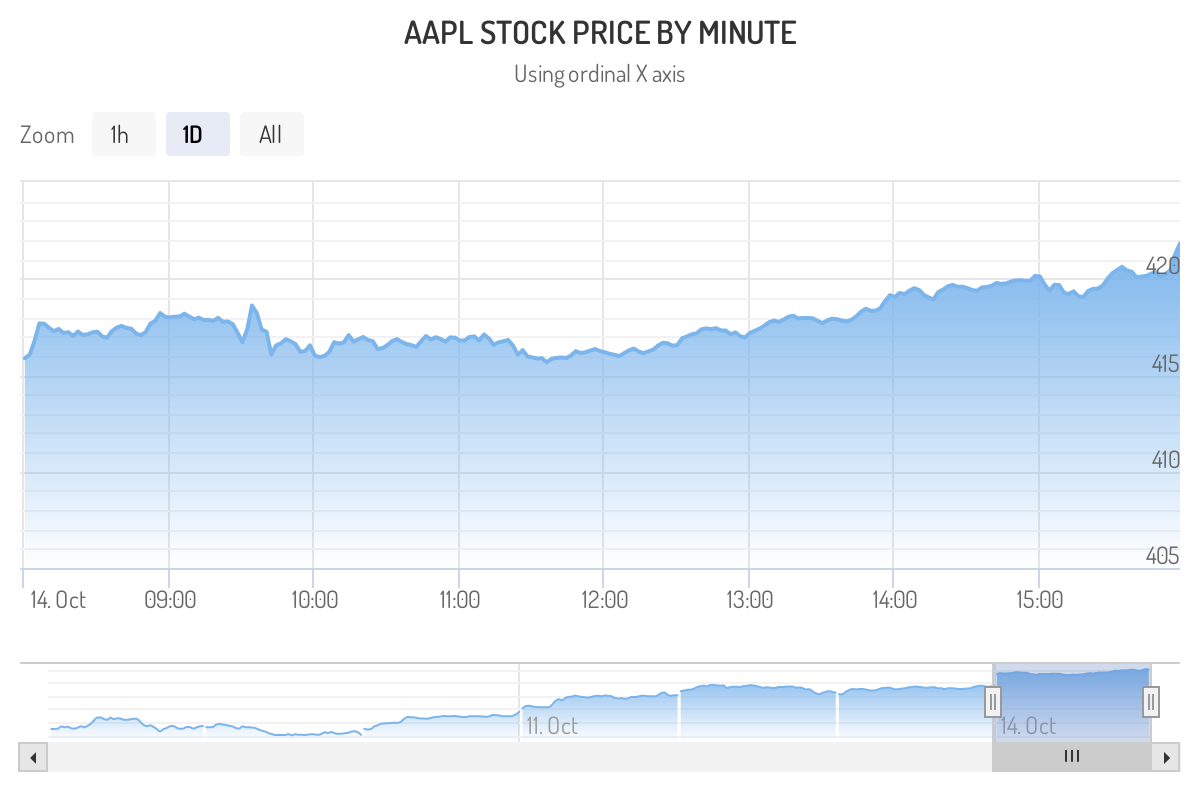 AAPL STOCK PRICE BY MINUTE
Using ordinal X axis
Zoom 1h 1D All
420
415
410
405
14. Oct 09:00 10:00 11:00 12:00 13:00 14:00 15:00
11. Oct 14. Oct